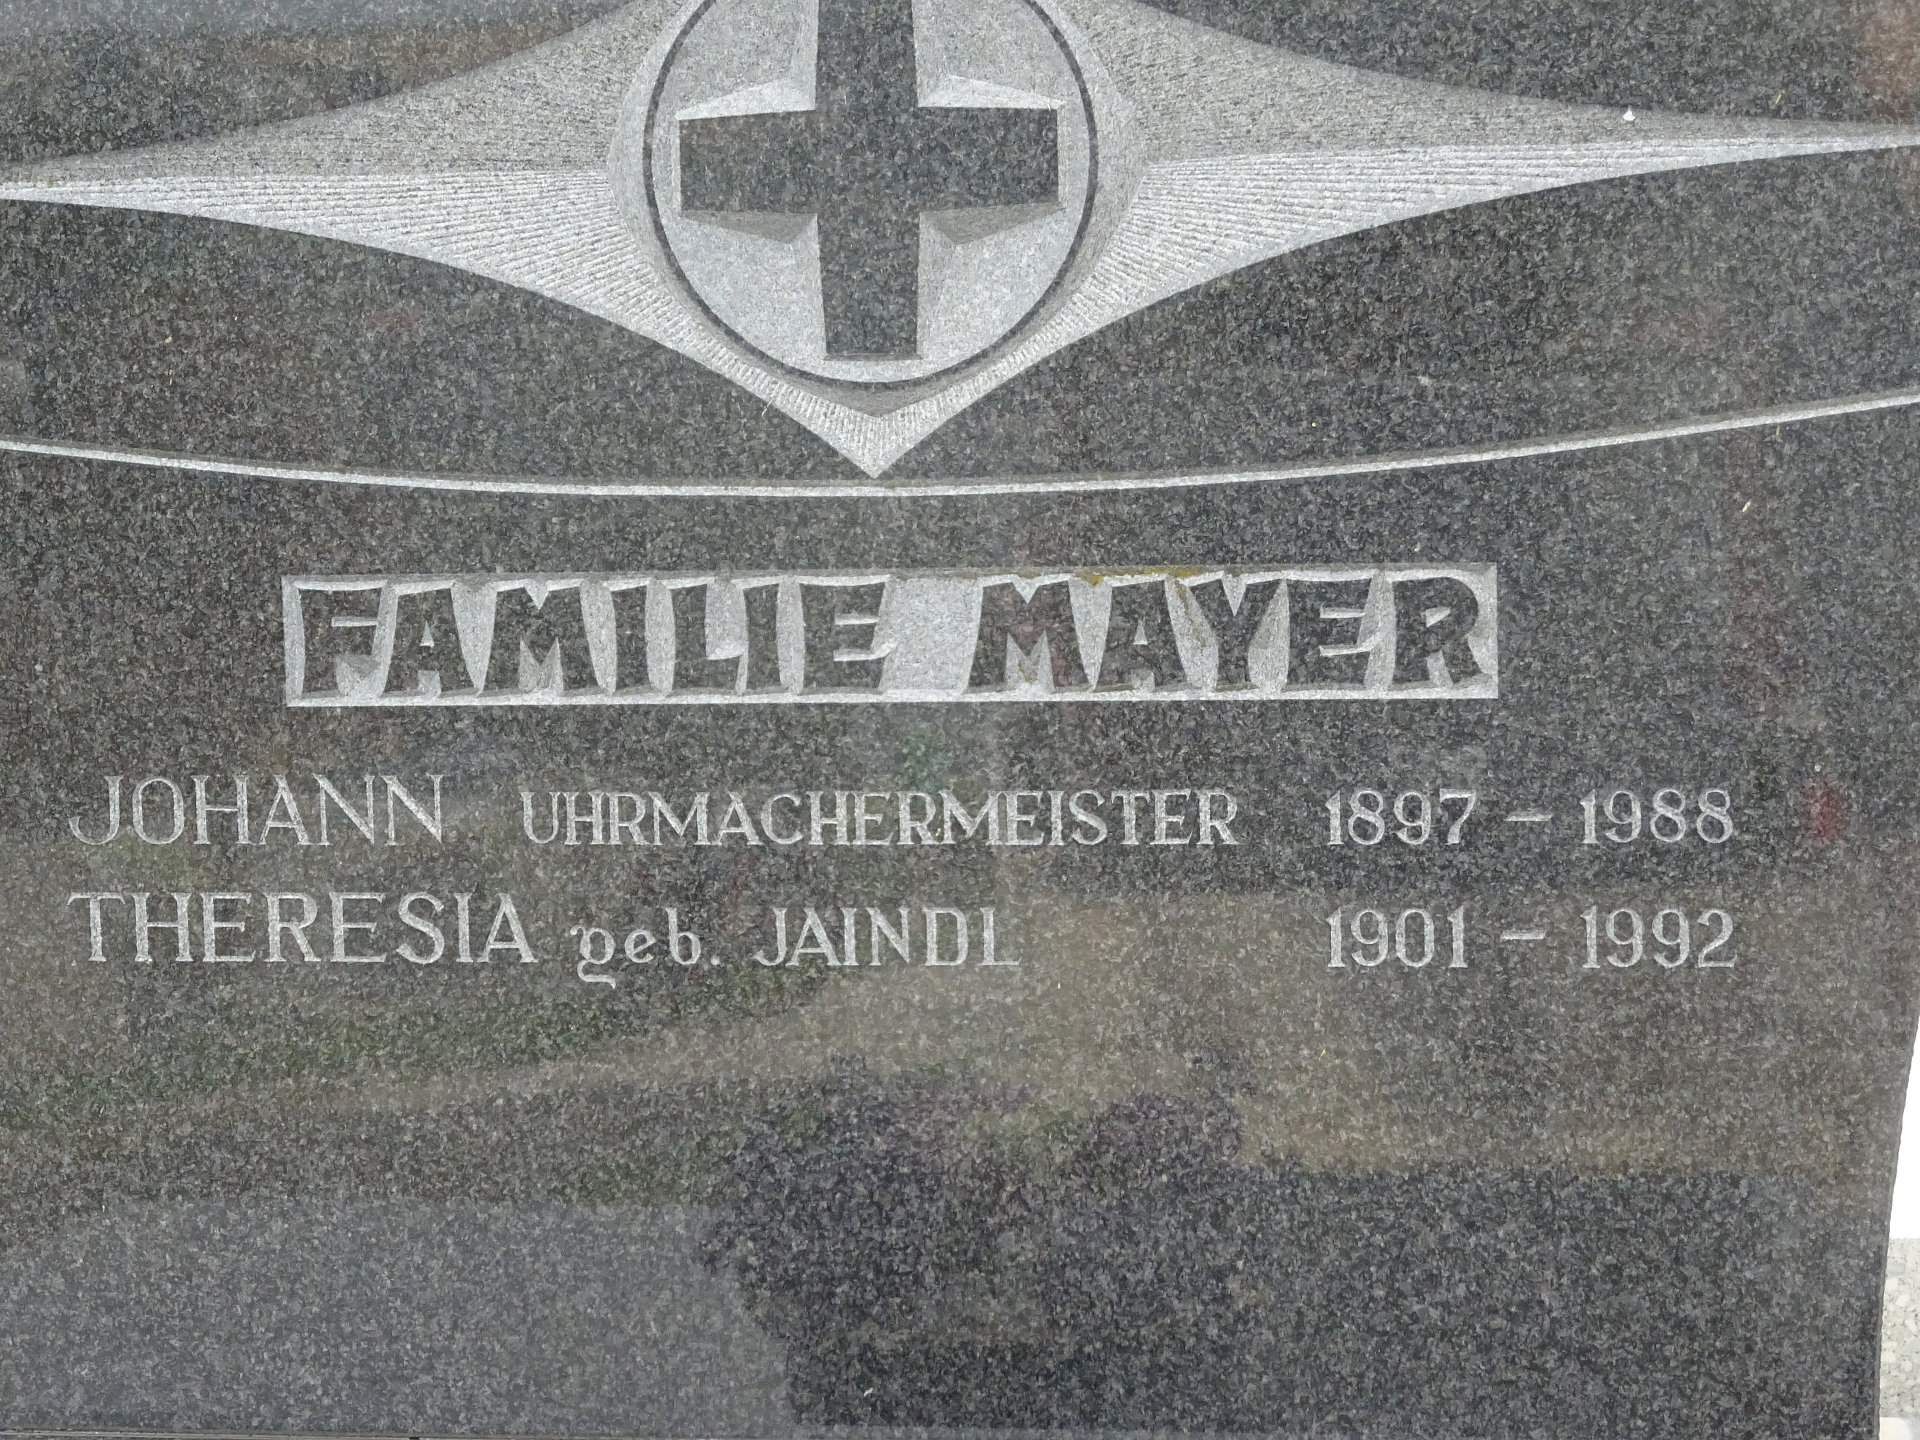 FAMILIE MAYER
JOHANN UHRMACHERMEISTER 1897 – 1988
THERESIA geb. JAINDL 1901 – 1992